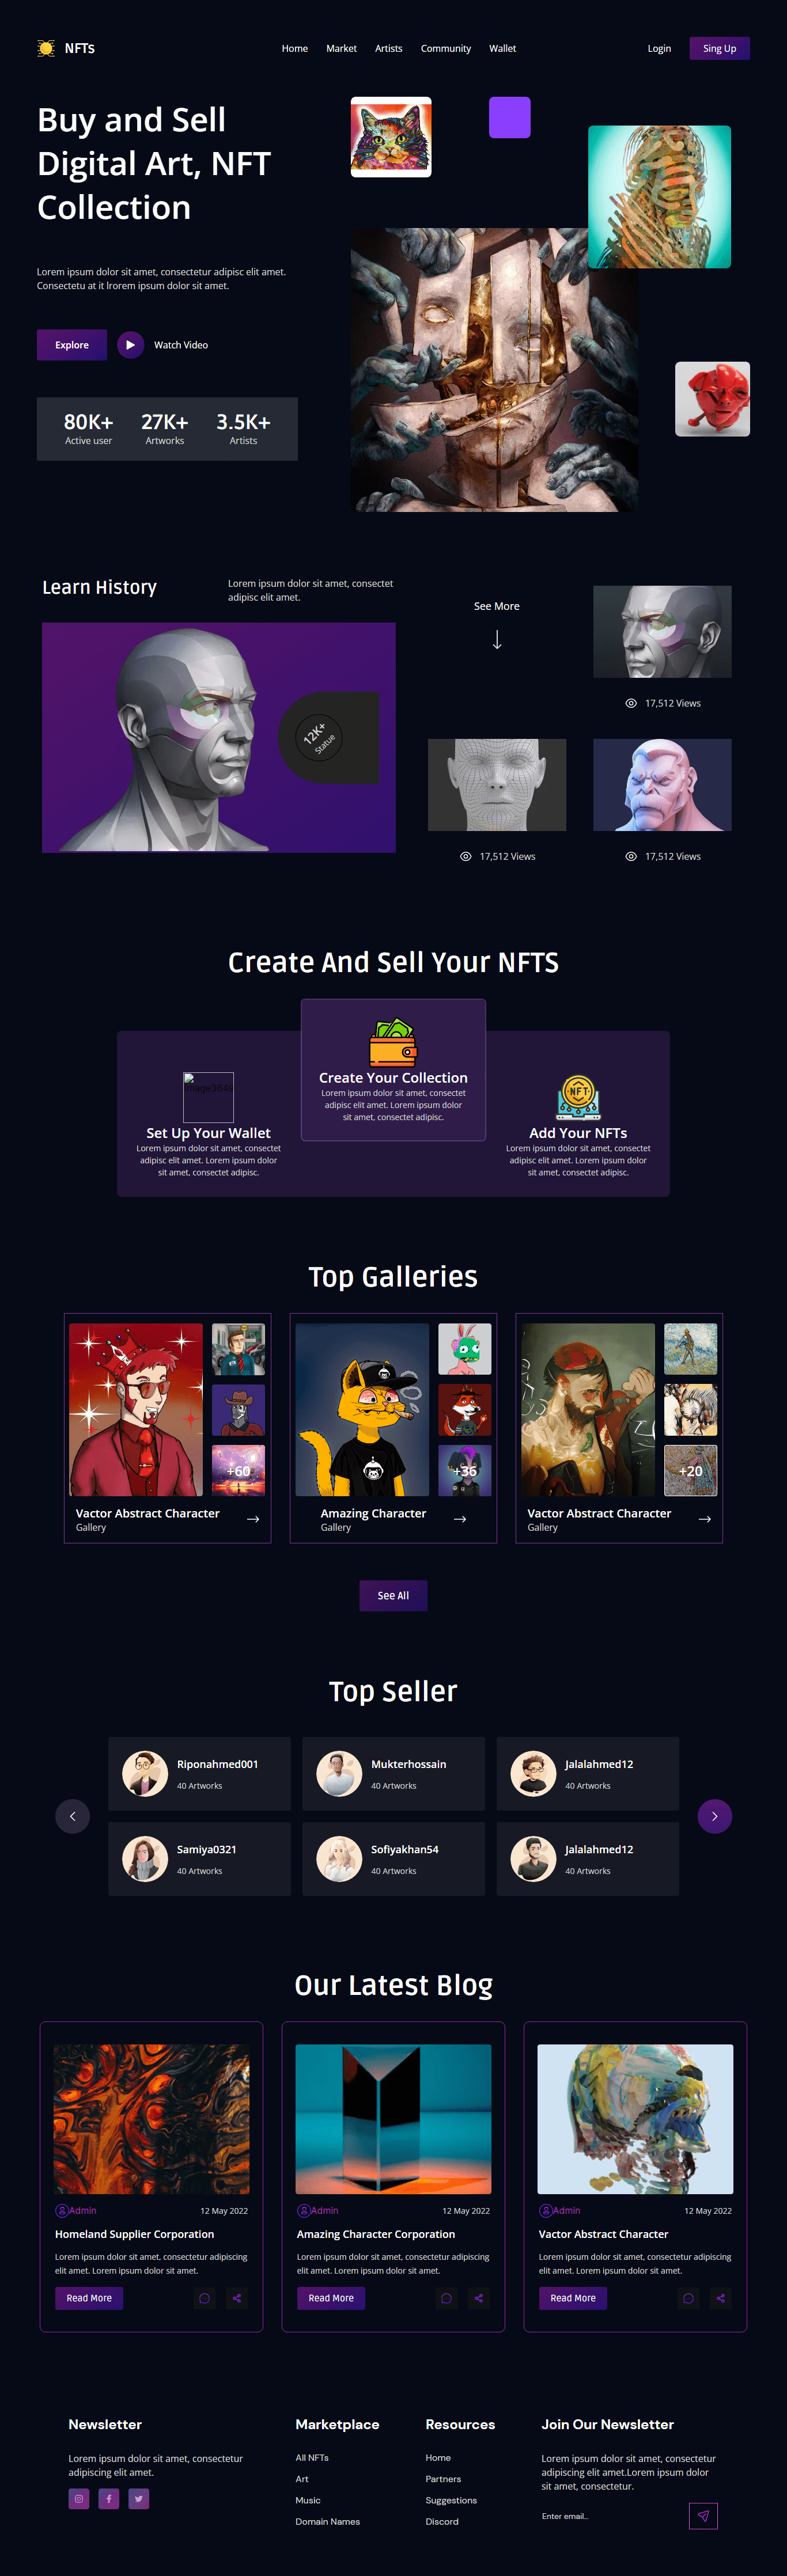 NFTs
Home Market Artists Community Wallet
Login Sing Up
Buy and Sell
Digital Art, NFT
Collection
Lorem ipsum dolor sit amet, consectetur adipisc elit amet.
Consectetu at it lrorem ipsum dolor sit amet.
Explore
Watch Video
80K+
Active user
27K+
Artworks
3.5K+
Artists
Learn History
Lorem ipsum dolor sit amet, consectet
adipisc elit amet.
12K+
Statue
See More
17,512 Views
17,512 Views
17,512 Views
Create And Sell Your NFTS
Set Up Your Wallet
Lorem ipsum dolor sit amet, consectet
adipisc elit amet. Lorem ipsum dolor
sit amet, consectet adipisc.
Create Your Collection
Lorem ipsum dolor sit amet, consectet
adipisc elit amet. Lorem ipsum dolor
sit amet, consectet adipisc.
NFT
Add Your NFTs
Lorem ipsum dolor sit amet, consectet
adipisc elit amet. Lorem ipsum dolor
sit amet, consectet adipisc.
Top Galleries
+60
Vactor Abstract Character
Gallery
+36
Amazing Character
Gallery
+20
Vactor Abstract Character
Gallery
See All
Top Seller
Riponahmed001
40 Artworks
Mukterhossain
40 Artworks
Jalalahmed12
40 Artworks
Samiya0321
40 Artworks
Sofiyakhan54
40 Artworks
Jalalahmed12
40 Artworks
Our Latest Blog
Admin 12 May 2022
Homeland Supplier Corporation
Lorem ipsum dolor sit amet, consectetur adipiscing
elit amet. Lorem ipsum dolor sit amet.
Read More
Admin 12 May 2022
Amazing Character Corporation
Lorem ipsum dolor sit amet, consectetur adipiscing
elit amet. Lorem ipsum dolor sit amet.
Read More
Admin 12 May 2022
Vactor Abstract Character
Lorem ipsum dolor sit amet, consectetur adipiscing
elit amet. Lorem ipsum dolor sit amet.
Read More
Newsletter
Lorem ipsum dolor sit amet, consectetur
adipiscing elit amet.
Marketplace
All NFTs
Art
Music
Domain Names
Resources
Home
Partners
Suggestions
Discord
Join Our Newsletter
Lorem ipsum dolor sit amet, consectetur
adipiscing elit amet.Lorem ipsum dolor
sit amet, consectetur.
Enter email...